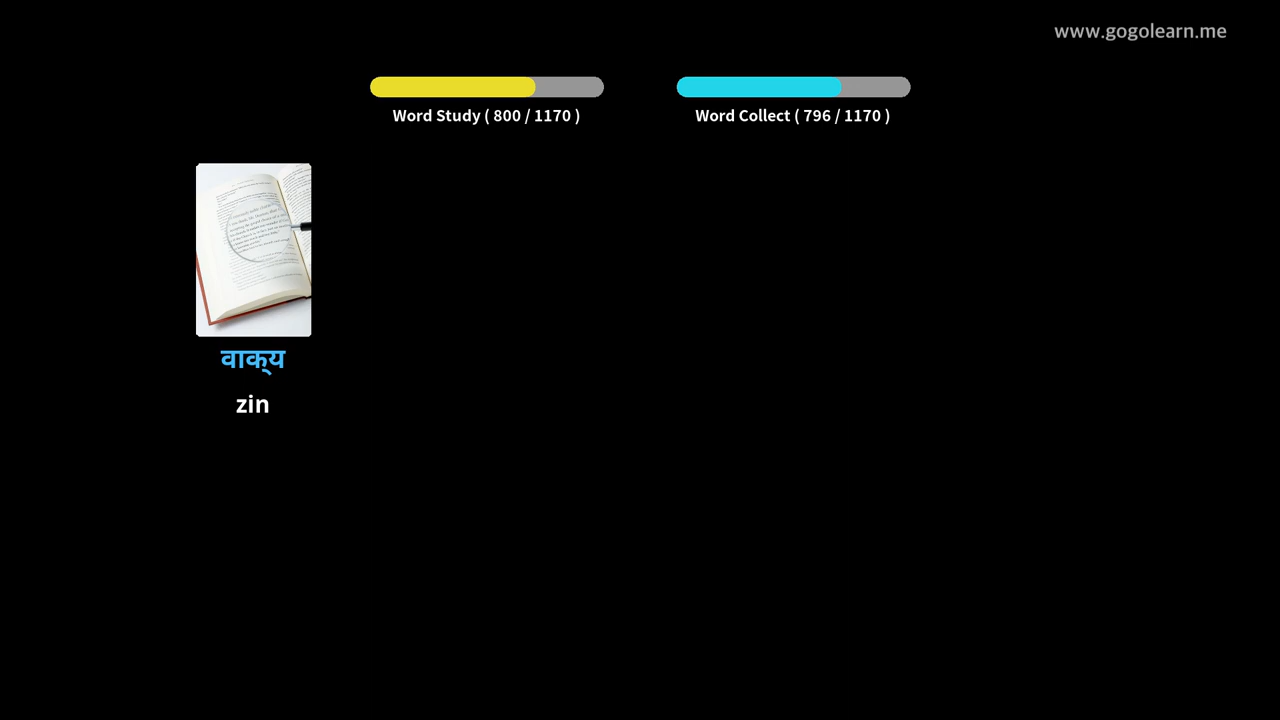 www.gogolearn.me
Word Study ( 800 / 1170 )
Word Collect ( 796 / 1170 )
वाक्य
zin